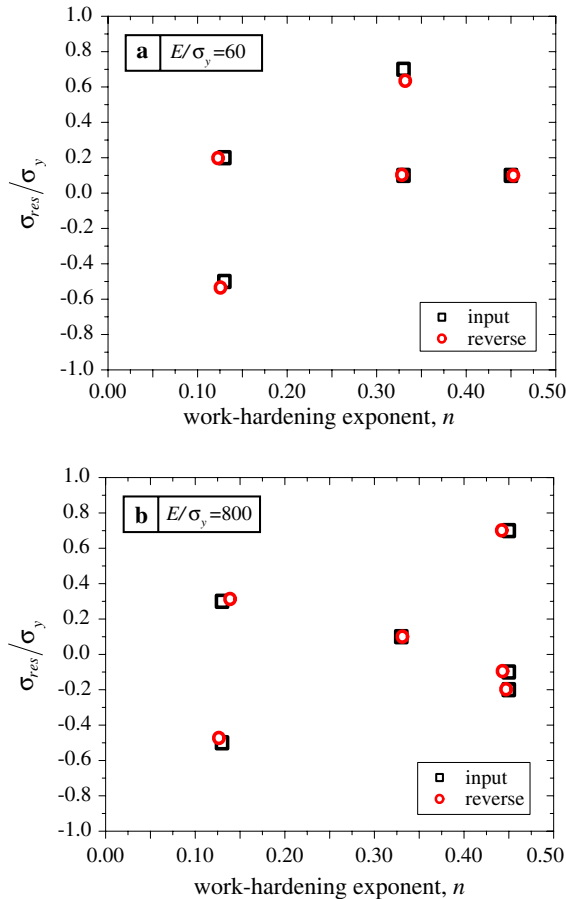 a E/σy=60
1.0
0.8
0.6
0.4
0.2
0.0
-0.2
-0.4
-0.6
-0.8
-1.0
σres/σy
input
reverse
0.00 0.10 0.20 0.30 0.40 0.50
work-hardening exponent, n
b E/σy=800
1.0
0.8
0.6
0.4
0.2
0.0
-0.2
-0.4
-0.6
-0.8
-1.0
σres/σy
input
reverse
0.00 0.10 0.20 0.30 0.40 0.50
work-hardening exponent, n